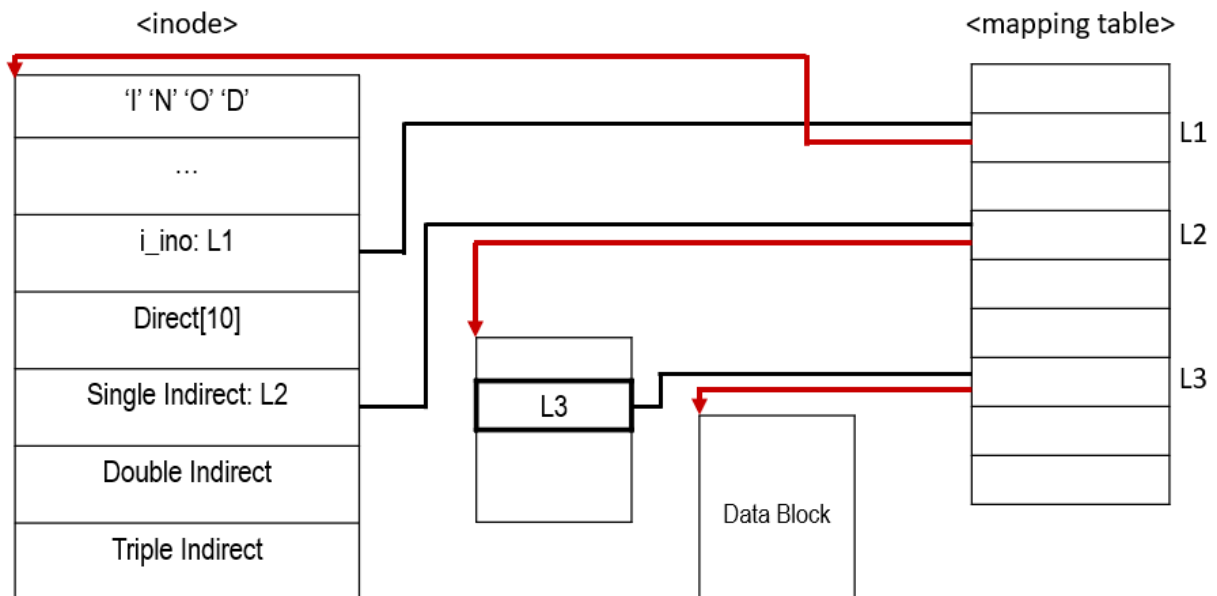 <inode>
<mapping table>
‘I’ ‘N’ ‘O’ ‘D’
...
i_ino: L1
Direct[10]
Single Indirect: L2
Double Indirect
Triple Indirect
L3
Data Block
L1
L2
L3